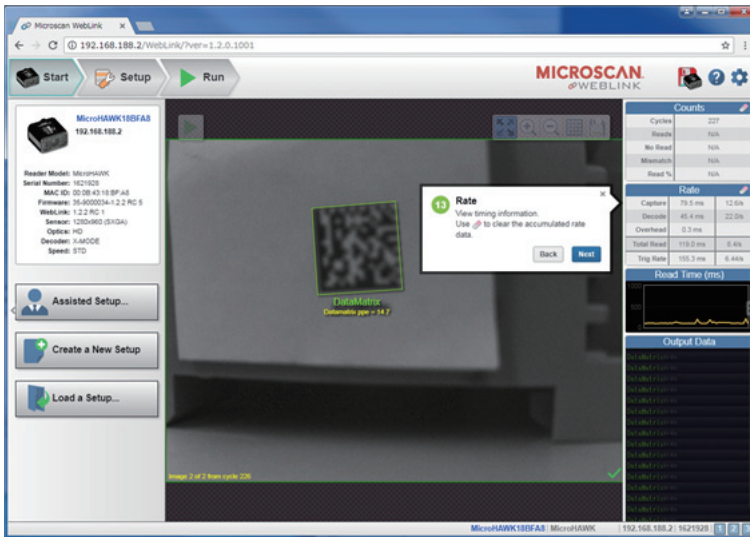 Microscan WebLink
192.168.188.2/WebLink/?ver=1.2.0.1001
Start
Setup
Run
MICROSCAN.
WEBLINK
MicroHAWK18BFA8
192.168.188.2
Reader Model: MicroHAWK
Serial Number: 1621928
MAC ID: 00:0B:43:18:BF:A8
Firmware: 35-9000034-1.2.2 RC 5
WebLink: 1.2.2 RC 1
Sensor: 1280x960 (SXGA)
Optics: HD
Decoder: X-MODE
Speed: STD
Assisted Setup...
Create a New Setup
Load a Setup...
DataMatrix
Datamatrix ppe = 14.7
Image 2 of 2 from cycle 226
13 Rate
View timing information.
Use to clear the accumulated rate
data.
Back Next
Counts
Cycles 227
Reads N/A
No Read N/A
Mismatch N/A
Read % N/A
Rate
Capture 79.5 ms 12.6/s
Decode 45.4 ms 22.0/s
Overhead 0.3 ms
Total Read 119.0 ms 8.4/s
Trig Rate 155.3 ms 6.44/s
Read Time (ms)
1000
500
0
Output Data
MicroHAWK18BFA8 MicroHAWK 192.168.188.2 1621928 1 2 3